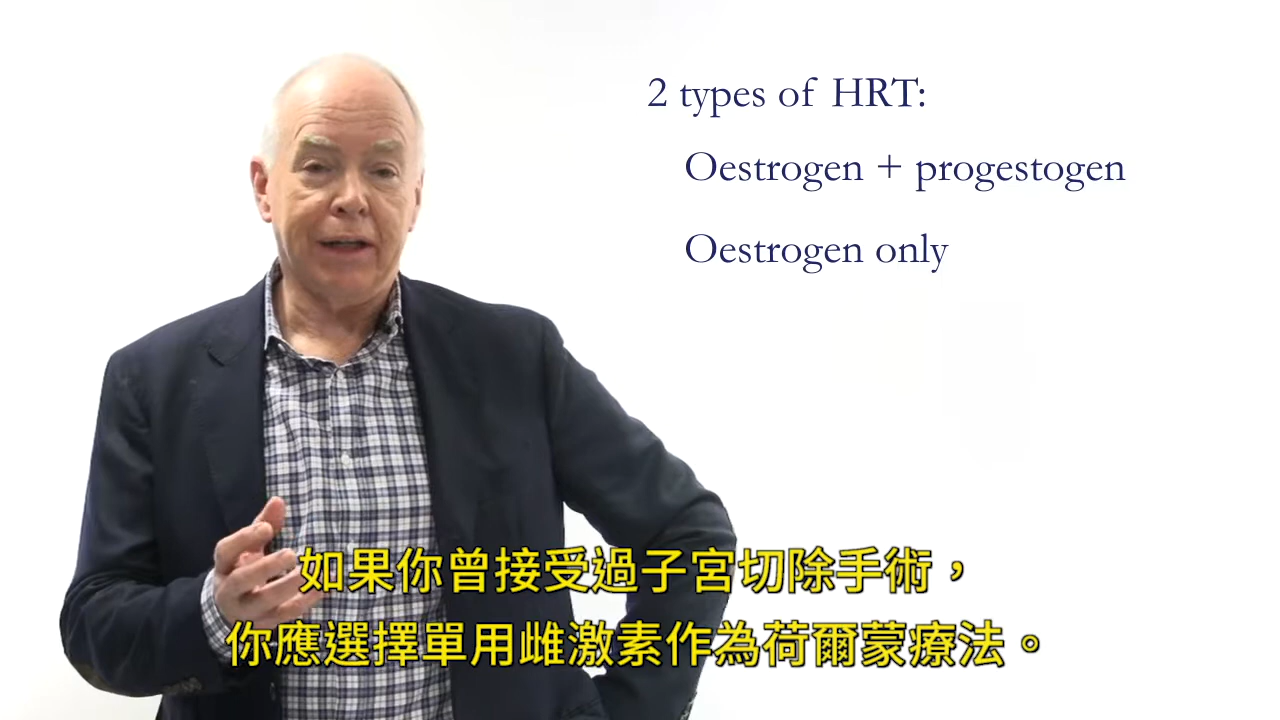 2 types of HRT:
Oestrogen + progestogen
Oestrogen only
如果你曾接受過子宮切除手術，
你應選擇單用雌激素作為荷爾蒙療法。